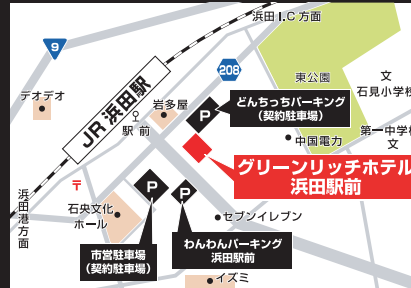 浜田 I.C 方面
9
208
東公園
文
石見小学校
デオデオ
JR 浜田駅
岩多屋
P
どんちっちパーキング
(契約駐車場)
駅 前
中国電力
第一中学校
文
グリーンリッチホテル
浜田駅前
〒
浜田港方面
石央文化
ホール
P
P
セブンイレブン
市営駐車場
(契約駐車場)
わんわんパーキング
浜田駅前
イズミ